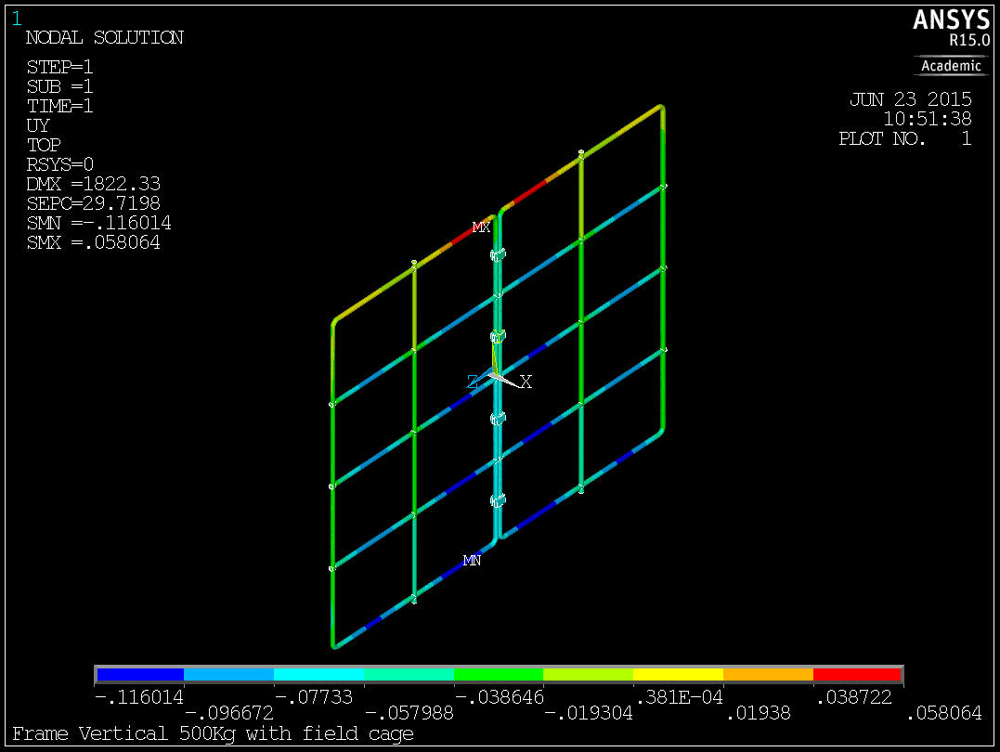 1
NODAL SOLUTION
STEP=1
SUB =1
TIME=1
UY
TOP
RSYS=0
DMX =1822.33
SEPC=29.7198
SMN =-.116014
SMX =.058064
ANSYS
R15.0
Academic
JUN 23 2015
10:51:38
PLOT NO. 1
MX
Z X
MN
-.116014 -.07733 -.038646 .381E-04 .038722
-.096672 -.057988 -.019304 .01938 .058064
Frame Vertical 500Kg with field cage